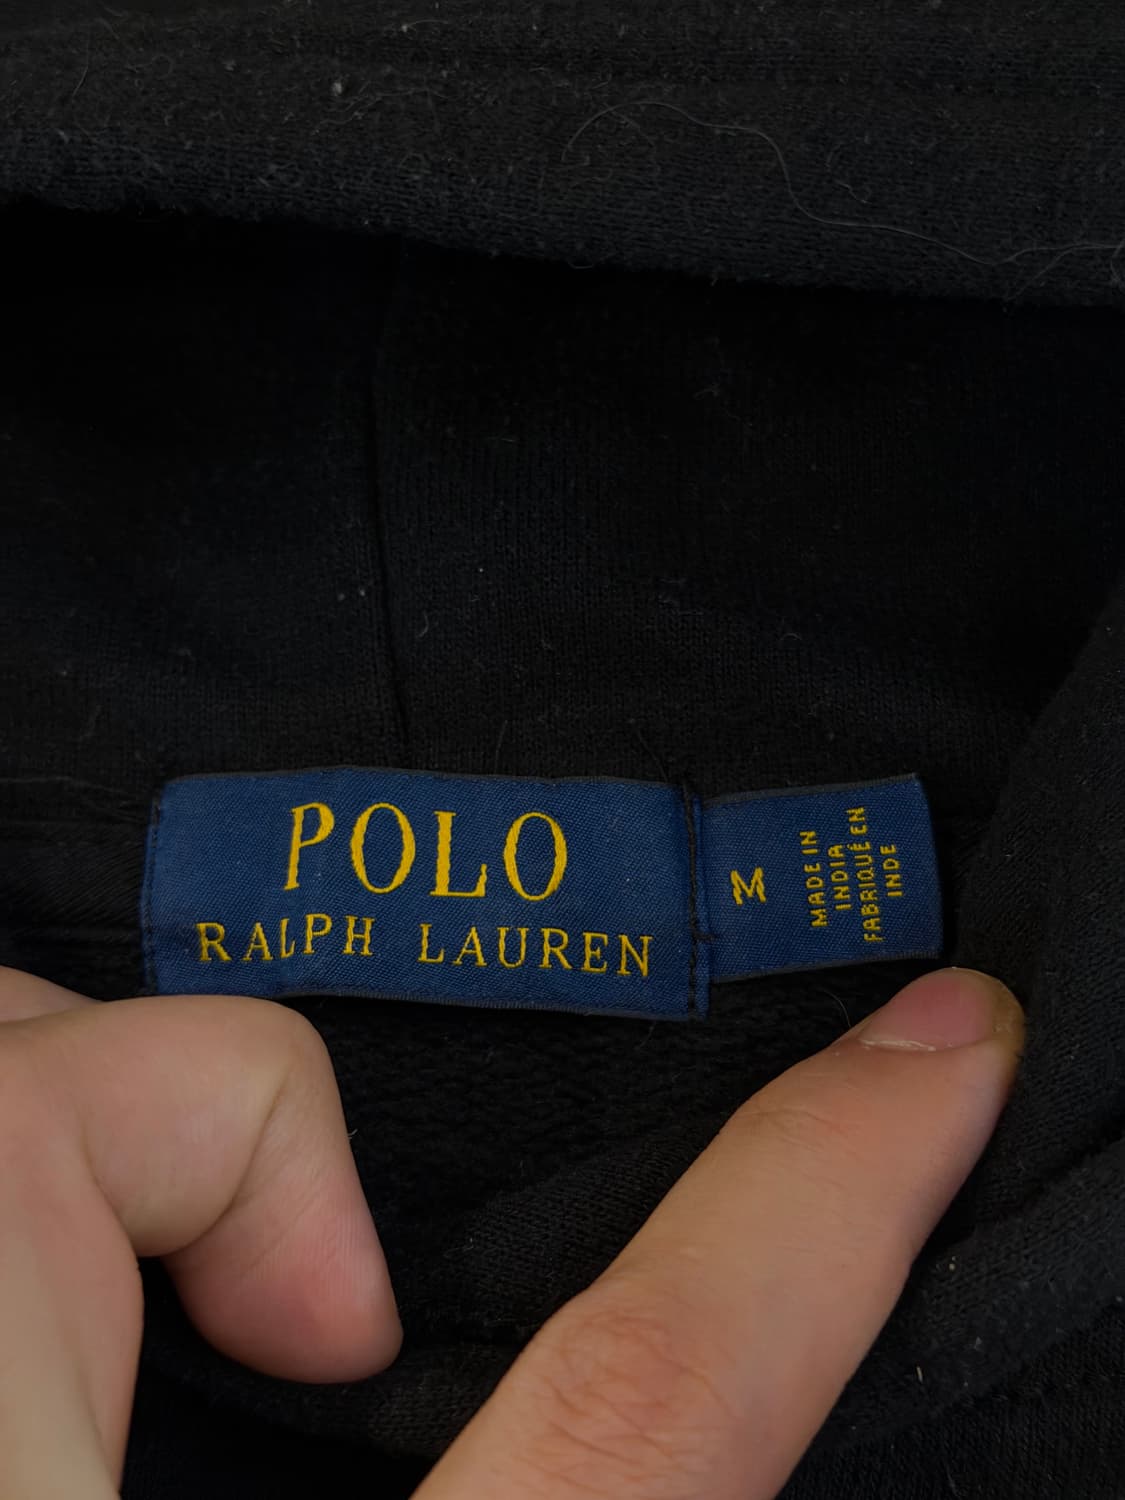 POLO
RALPH LAUREN
M
MADE IN
INDIA
FABRIQUÉ EN
INDE